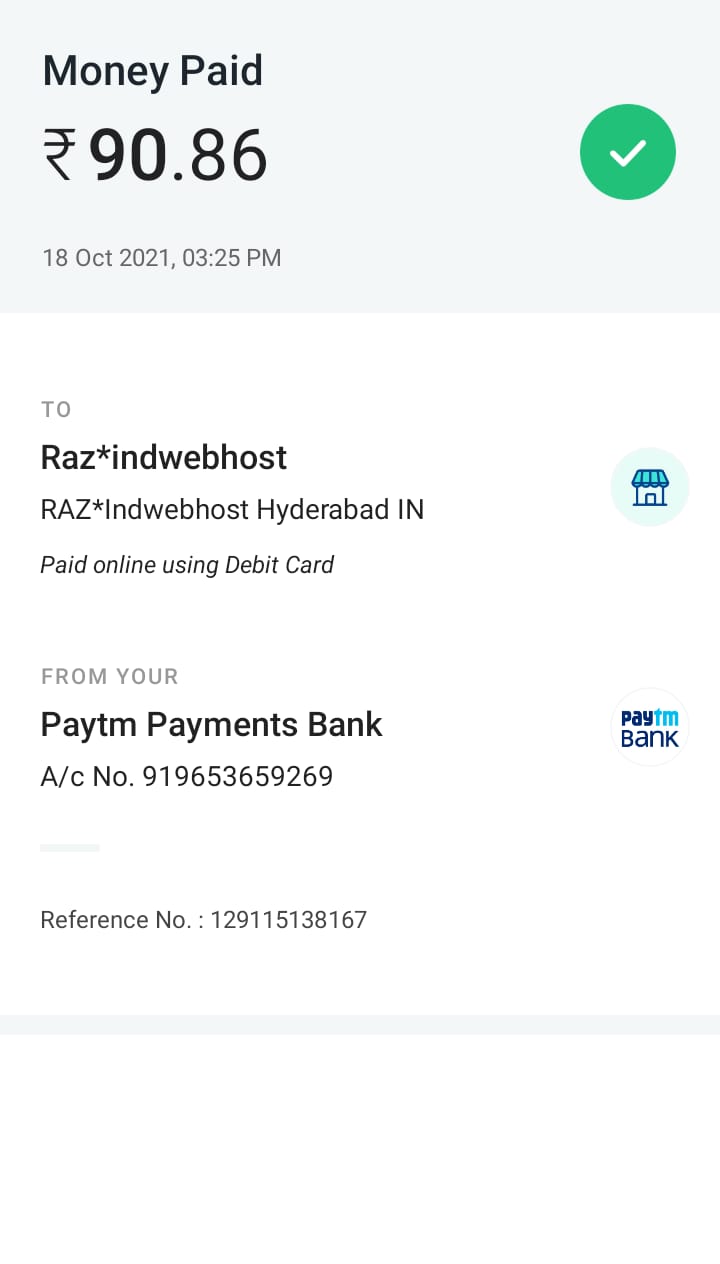 Money Paid
₹90.86
18 Oct 2021, 03:25 PM
TO
Raz*indwebhost
RAZ*Indwebhost Hyderabad IN
Paid online using Debit Card
FROM YOUR
Paytm Payments Bank
paytm
BANK
A/c No. 919653659269
Reference No. : 129115138167